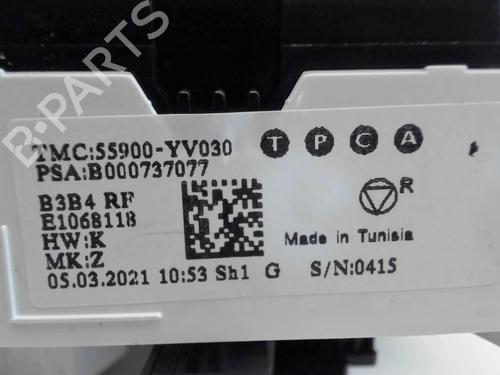 B-PARTS
TMC:55900-YV030 T P C A
PSA:B000737077
B3B4 RF
E1068118
HW:K
MK:Z
R
Made in Tunisia
05.03.2021 10:53 Sh1 G S/N:0415